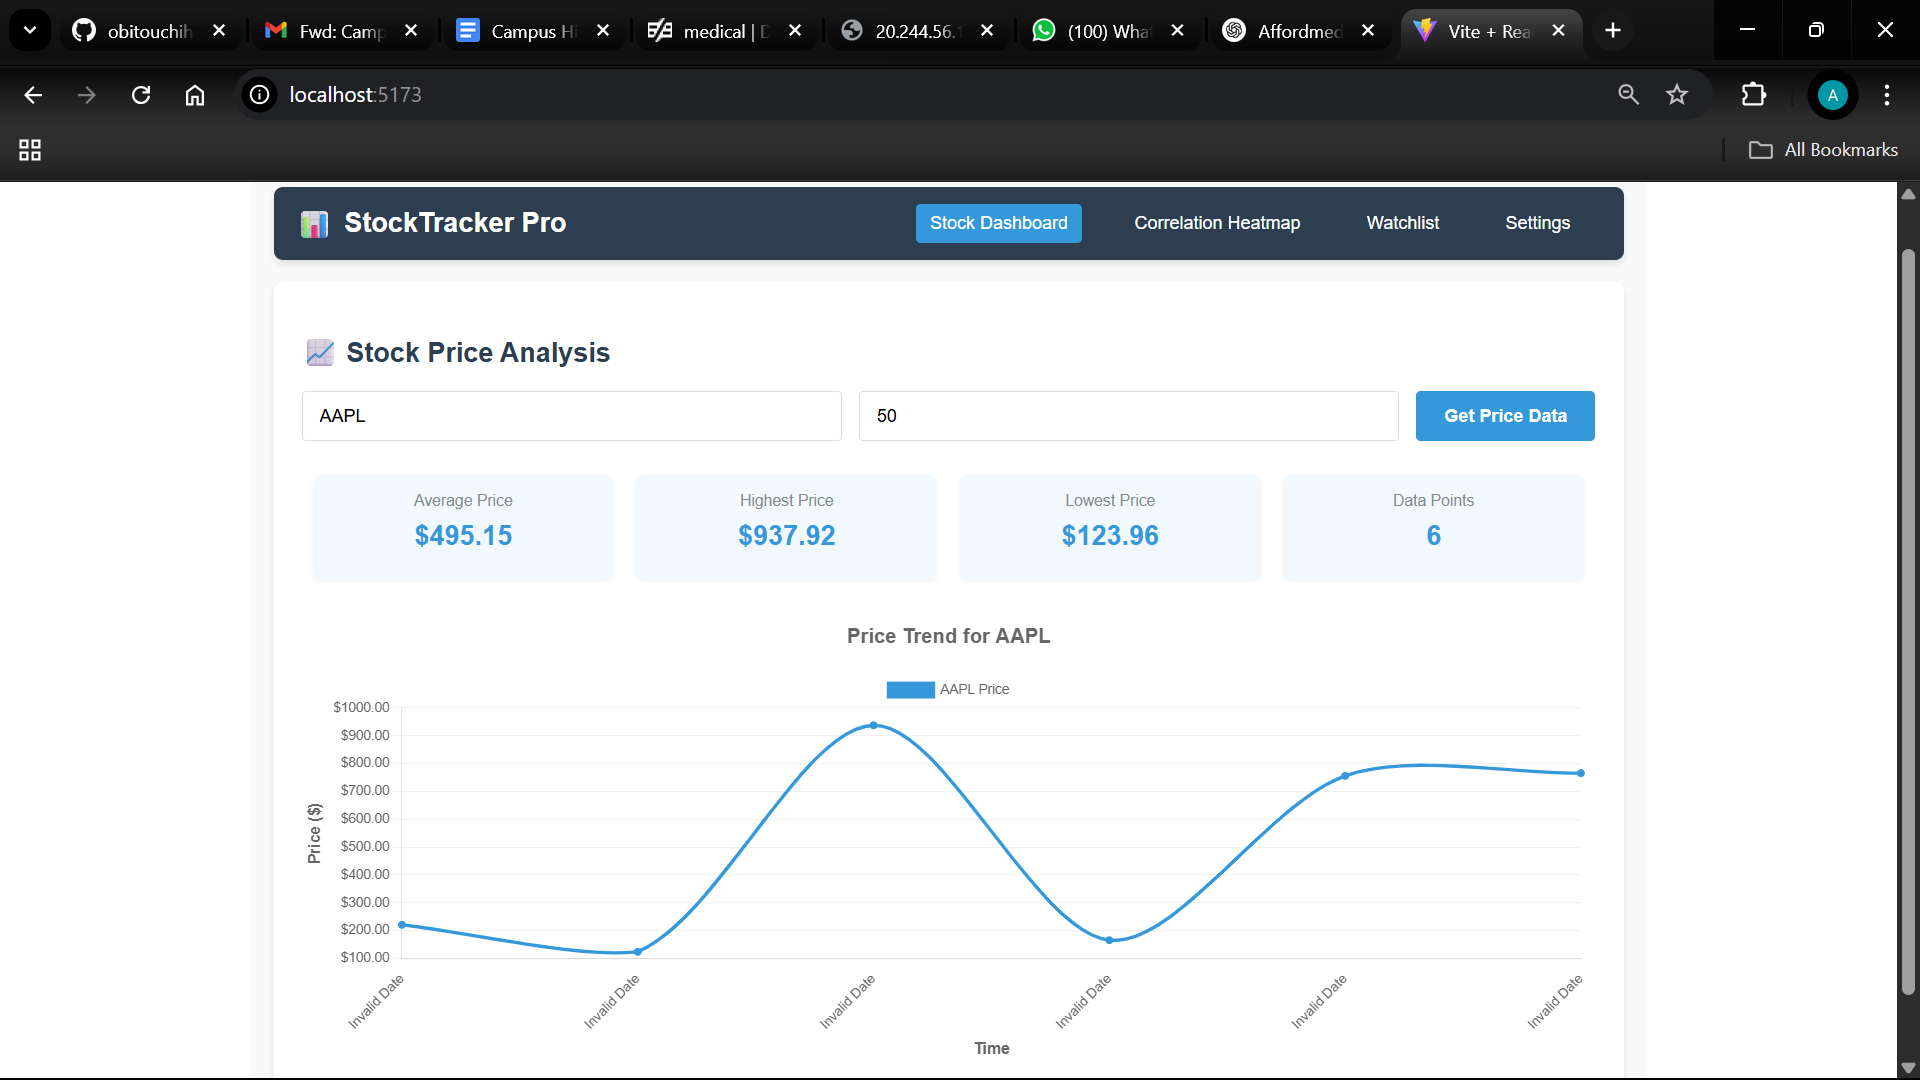 obitouchih
Fwd: Camp
Campus Hi
medical | D
20.244.56.1
(100) What
Affordmed
Vite + Rea
localhost:5173
A
All Bookmarks
StockTracker Pro
Stock Dashboard
Correlation Heatmap
Watchlist
Settings
Stock Price Analysis
AAPL
50
Get Price Data
Average Price
$495.15
Highest Price
$937.92
Lowest Price
$123.96
Data Points
6
Price Trend for AAPL
AAPL Price
$1000.00
$900.00
$800.00
$700.00
$600.00
$500.00
$400.00
$300.00
$200.00
$100.00
Price ($)
Invalid Date
Invalid Date
Invalid Date
Invalid Date
Invalid Date
Invalid Date
Time